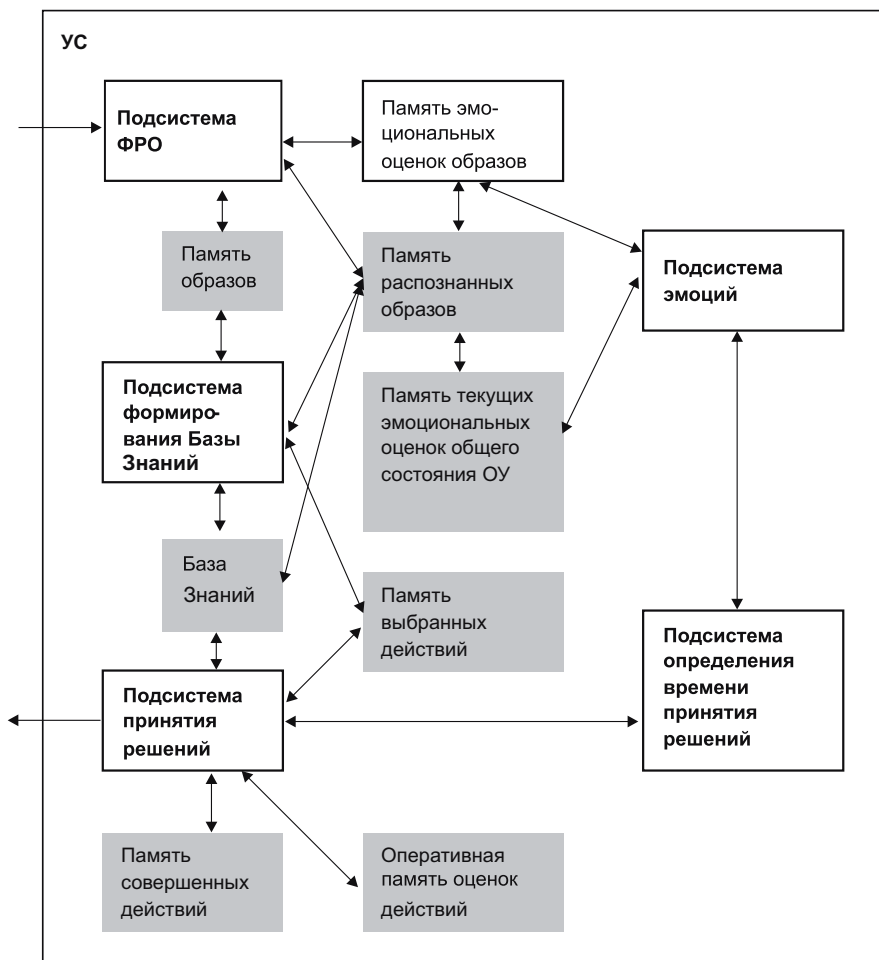 УС
Подсистема
ФРО
Память эмо-
циональных
оценок образов
Память
образов
Память
распознанных
образов
Подсистема
эмоций
Подсистема
формиро-
вания Базы
Знаний
Память текущих
эмоциональных
оценок общего
состояния ОУ
База
Знаний
Память
выбранных
действий
Подсистема
определения
времени
принятия
решений
Подсистема
принятия
решений
Память
совершенных
действий
Оперативная
память оценок
действий